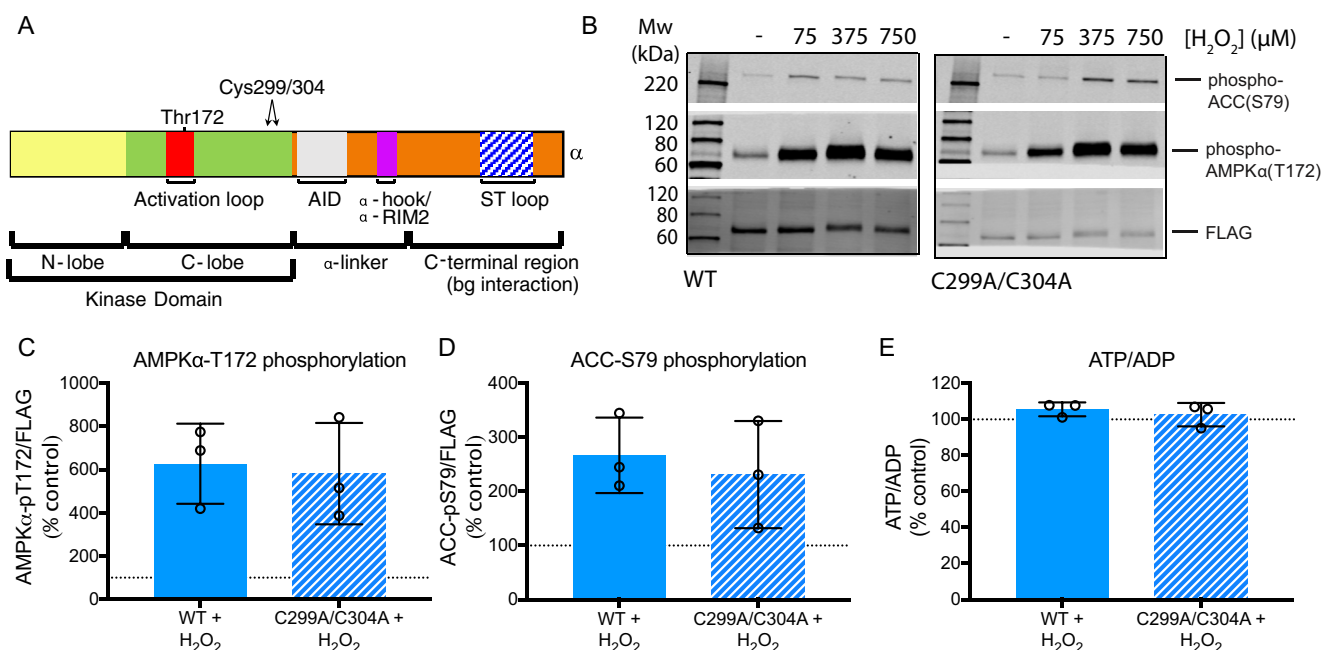 A
Cys299/304
Thr172
α
Activation loop
AID
α-hook/
α-RIM2
ST loop
N-lobe
C-lobe
α-linker
C-terminal region
(bg interaction)
Kinase Domain
B
Mw
(kDa)
- 75 375 750
- 75 375 750
[H₂O₂] (μM)
220
phospho-
ACC(S79)
120
80
60
phospho-
AMPKα(T172)
120
80
60
FLAG
WT
C299A/C304A
C
AMPKα-T172 phosphorylation
AMPKα-pT172/FLAG
(% control)
1000
800
600
400
200
0
WT +
H₂O₂
C299A/C304A +
H₂O₂
D
ACC-S79 phosphorylation
ACC-pS79/FLAG
(% control)
400
300
200
100
0
WT +
H₂O₂
C299A/C304A +
H₂O₂
E
ATP/ADP
ATP/ADP
(% control)
120
100
80
60
40
20
0
WT +
H₂O₂
C299A/C304A +
H₂O₂